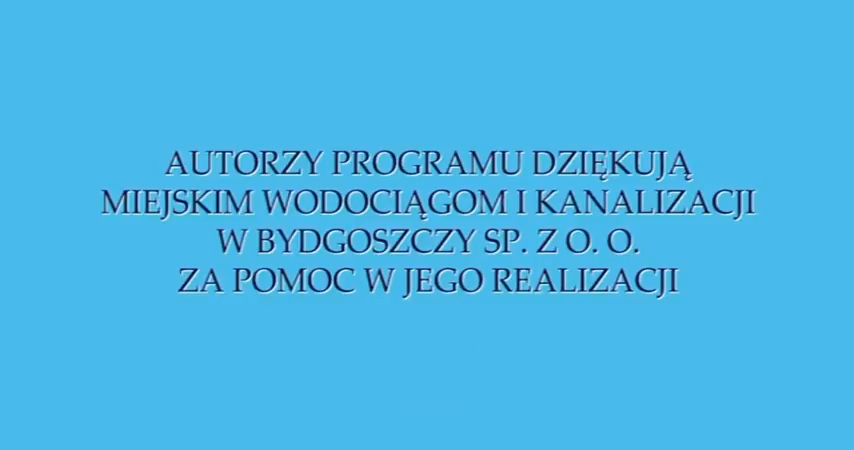 AUTORZY PROGRAMU DZIĘKUJĄ
MIEJSKIM WODOCIĄGOM I KANALIZACJI
W BYDGOSZCZY SP. Z O. O.
ZA POMOC W JEGO REALIZACJI